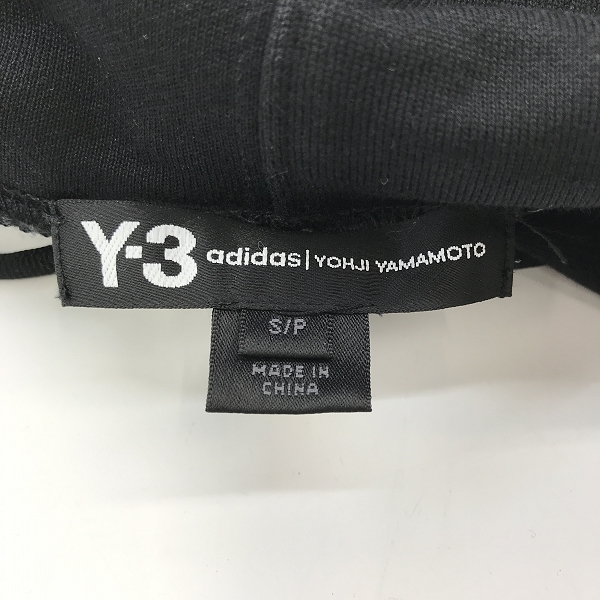 Y-3 adidas | YOHJI YAMAMOTO
S/P
MADE IN
CHINA